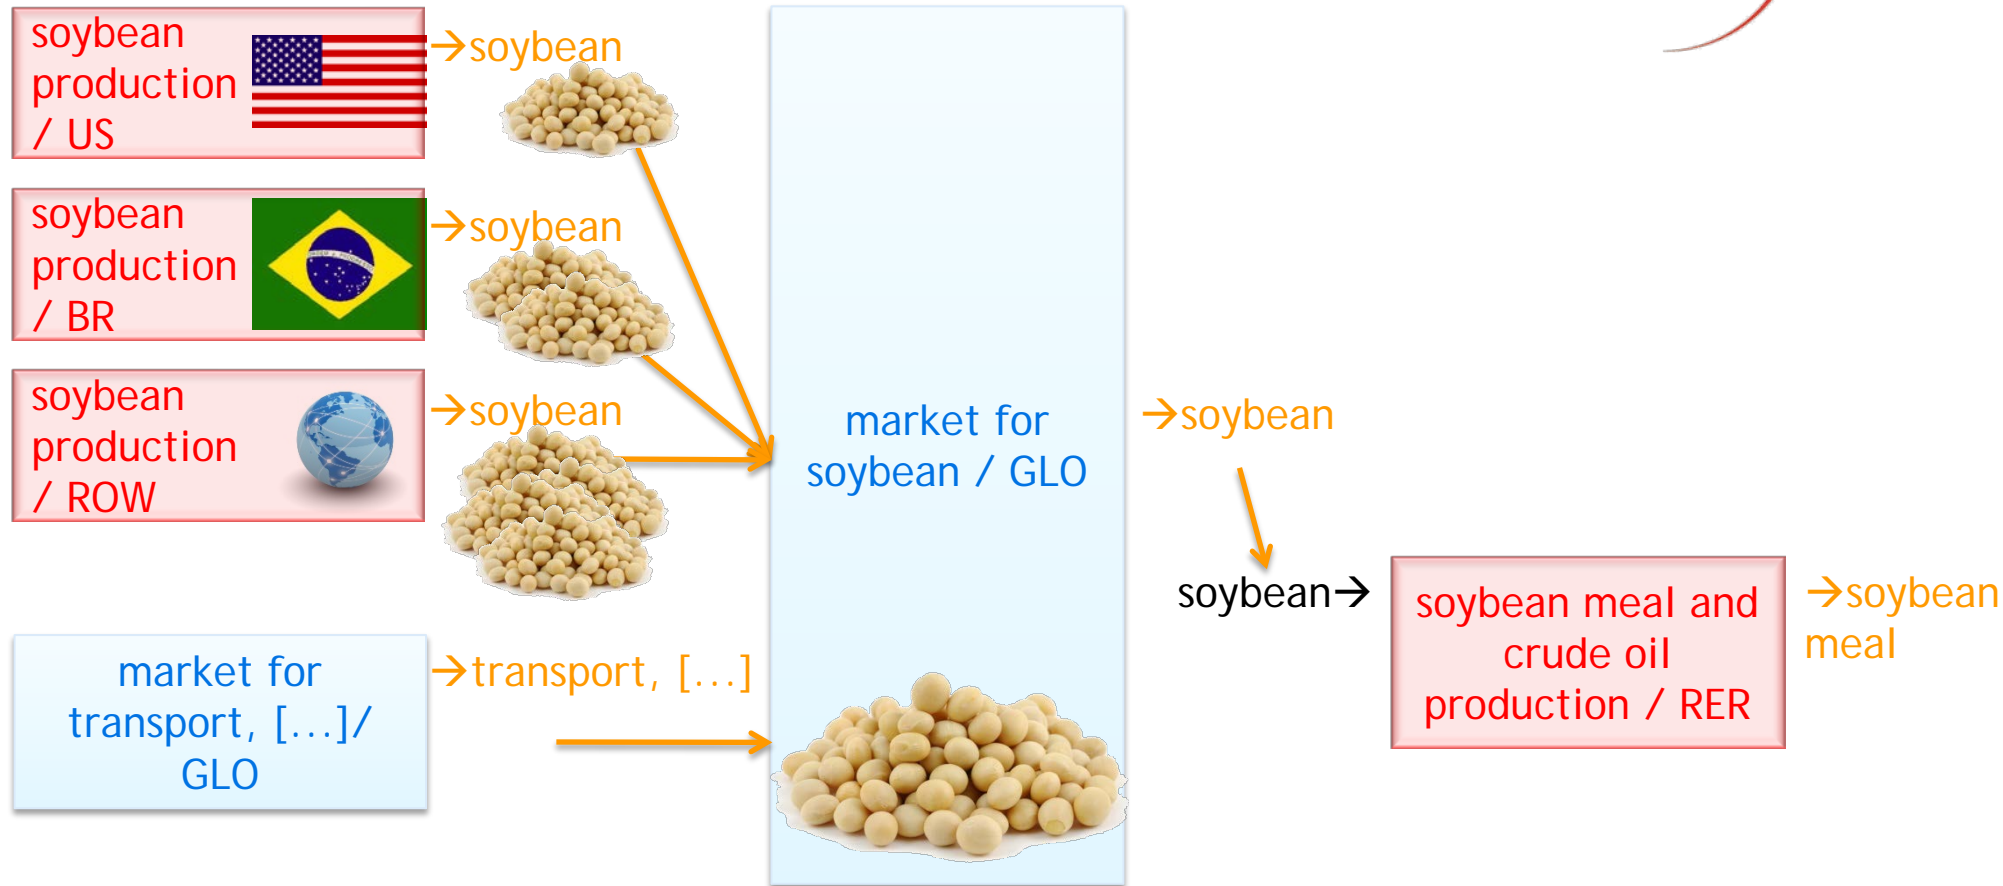 soybean
production
/ US
→soybean
soybean
production
/ BR
→soybean
soybean
production
/ ROW
→soybean
market for
transport, [...]/
GLO
→transport, [...]
market for
soybean / GLO
→soybean
soybean→
soybean meal and
crude oil
production / RER
→soybean
meal